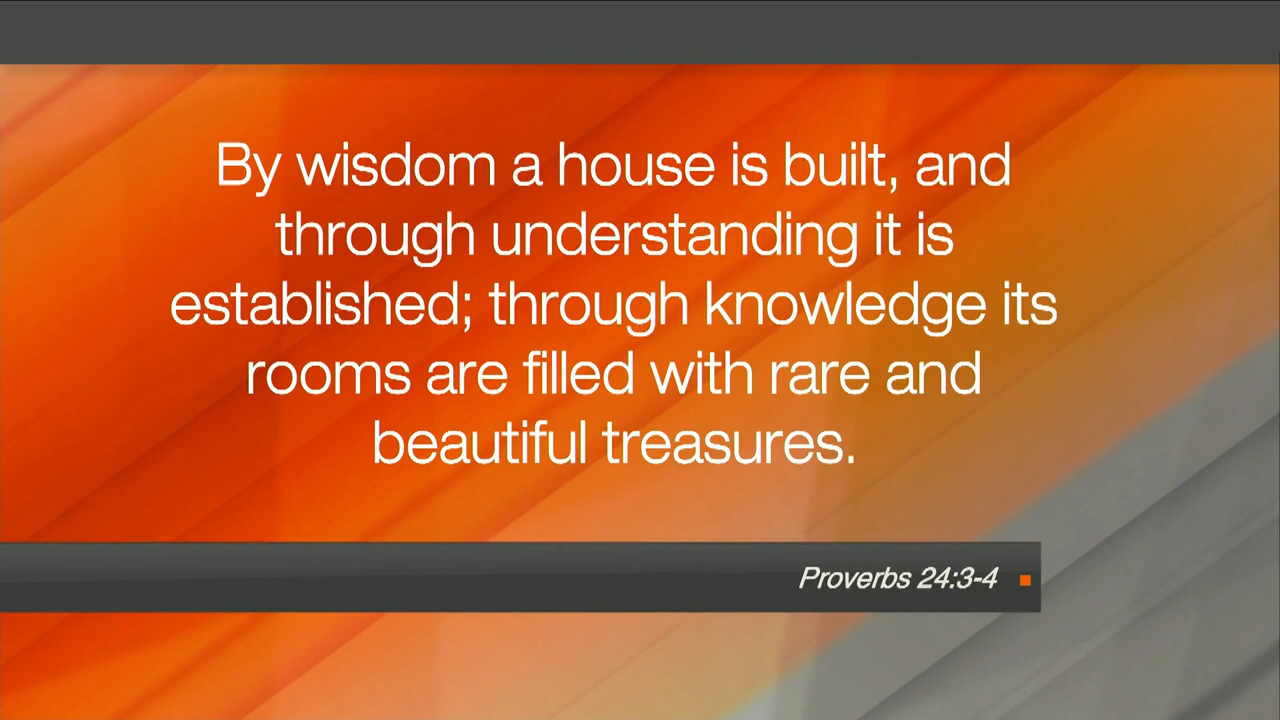 By wisdom a house is built, and
through understanding it is
established; through knowledge its
rooms are filled with rare and
beautiful treasures.
Proverbs 24:3-4